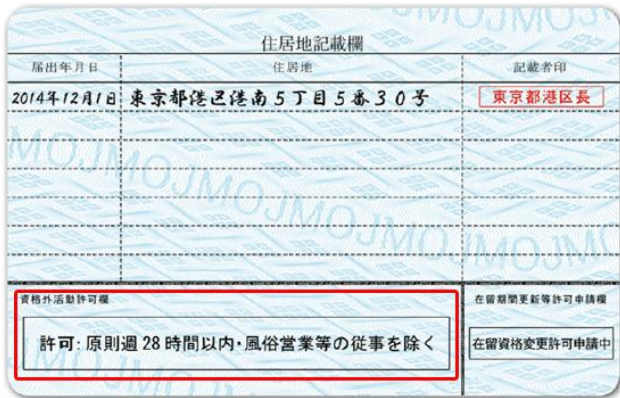 住居地記載欄
届出年月日 住居地 記載者印
2014年12月1日 東京都港区港南5丁目5番30号 東京都港区長
資格外活動許可欄 在留期間更新等許可申請欄
許可: 原則週28時間以内・風俗営業等の従事を除く 在留資格変更許可申請中
MOJMOJMOJMOJMOJ